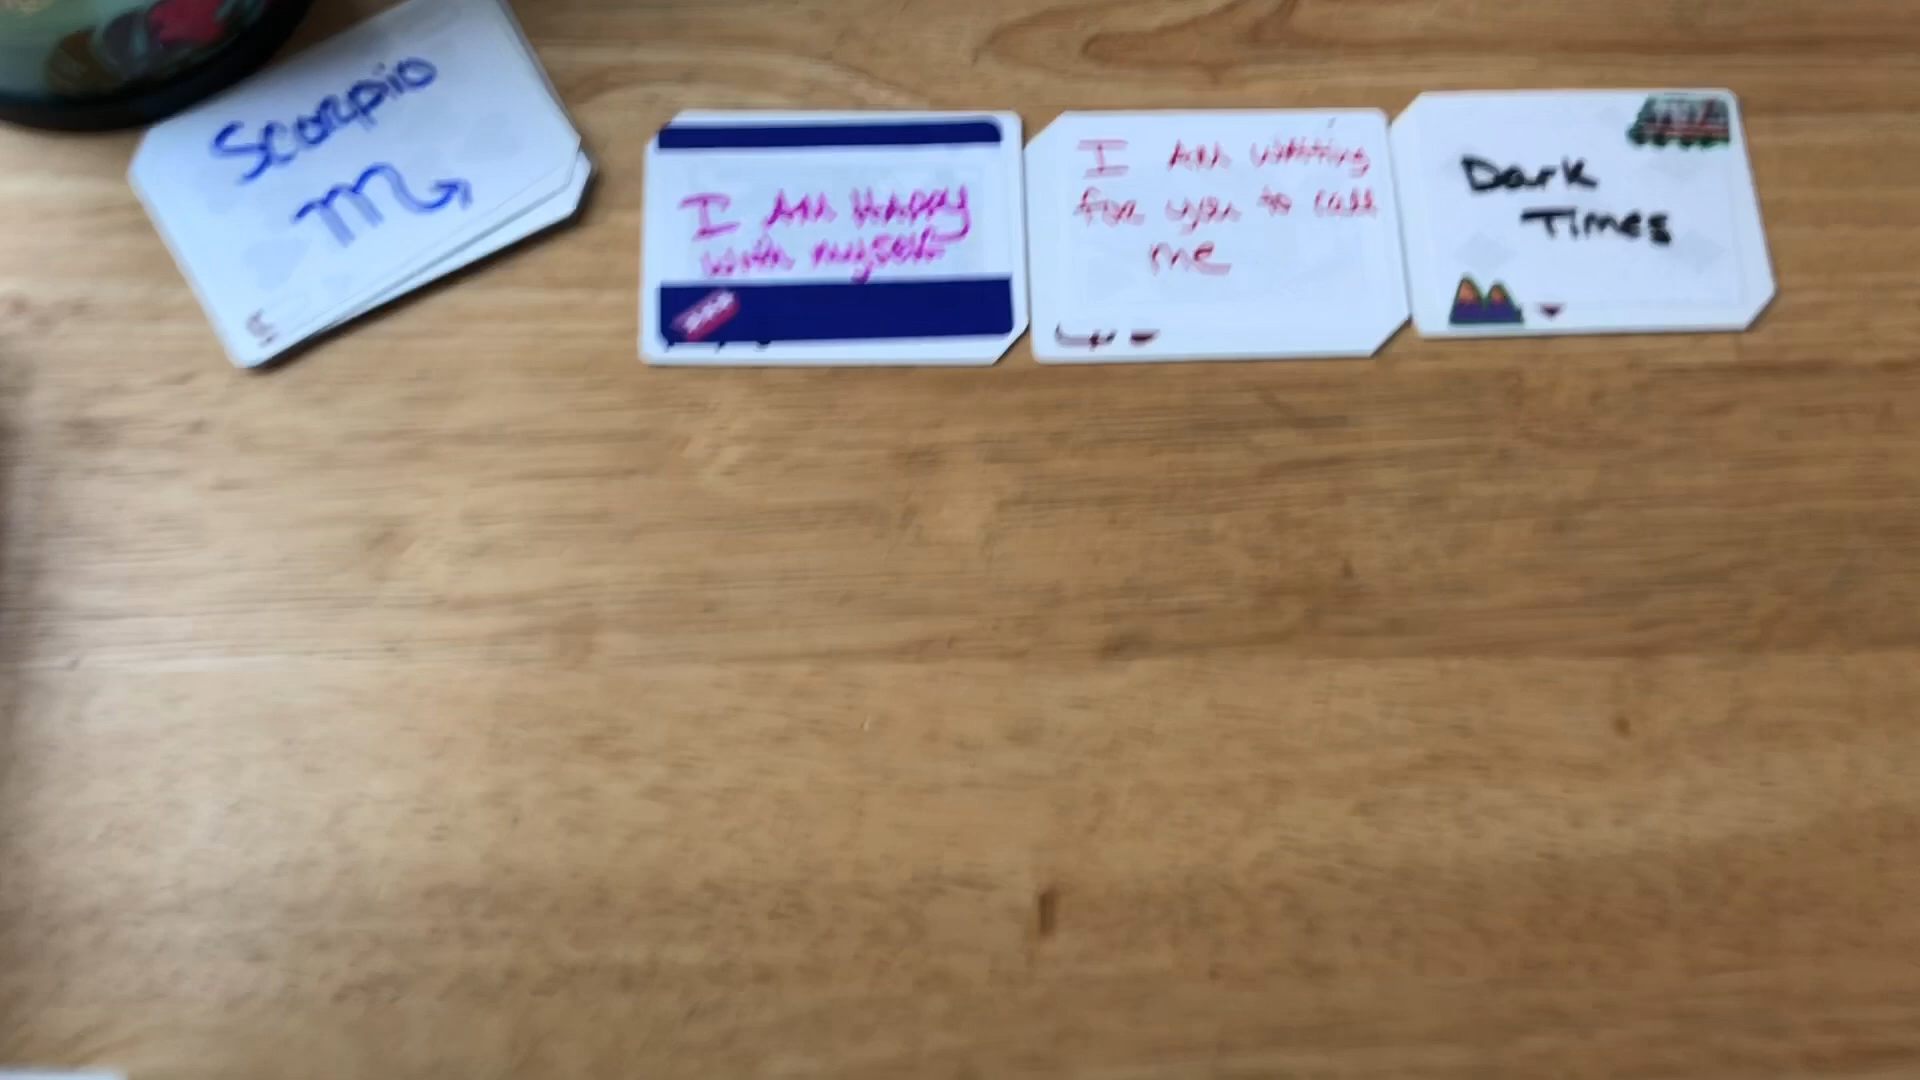 Scorpio
I Am Happy
with myself
I Am waiting
for you to call
me
Dark
Times